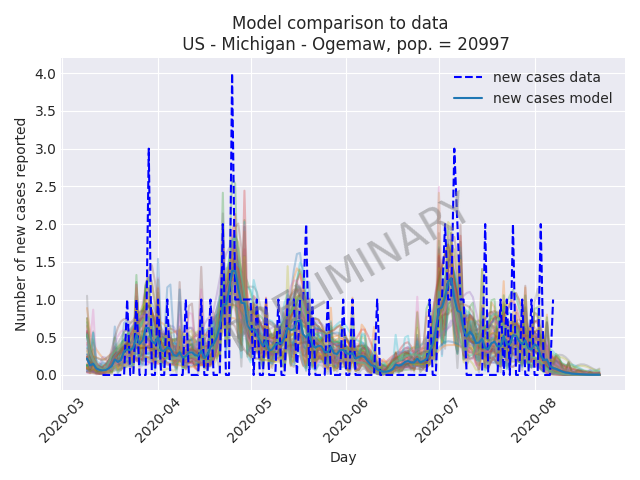 Model comparison to data
US - Michigan - Ogemaw, pop. = 20997
4.0
3.5
3.0
2.5
2.0
1.5
1.0
0.5
0.0
Number of new cases reported
new cases data
new cases model
PRELIMINARY
2020-03
2020-04
2020-05
2020-06
2020-07
2020-08
Day